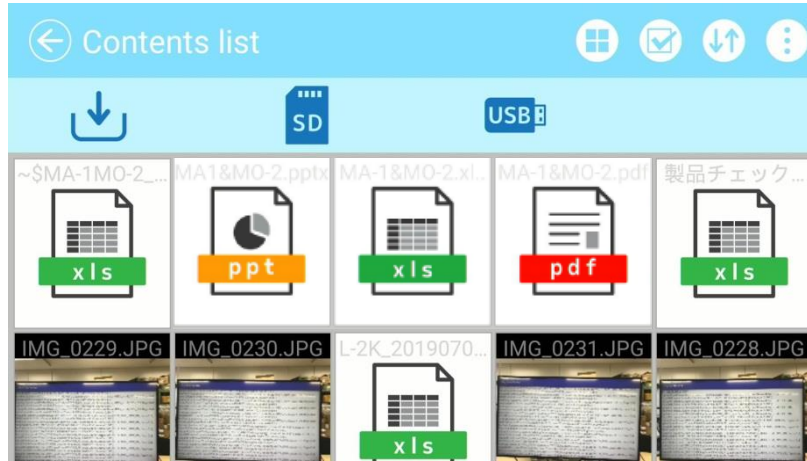 Contents list
SD
USB
~$MA-1MO-2_...
MA1&MO-2.pptx
MA-1&MO-2.xl...
MA-1&MO-2.pdf
製品チェック...
xls
ppt
xls
pdf
xls
IMG_0229.JPG
IMG_0230.JPG
L-2K_2019070...
IMG_0231.JPG
IMG_0228.JPG
xls